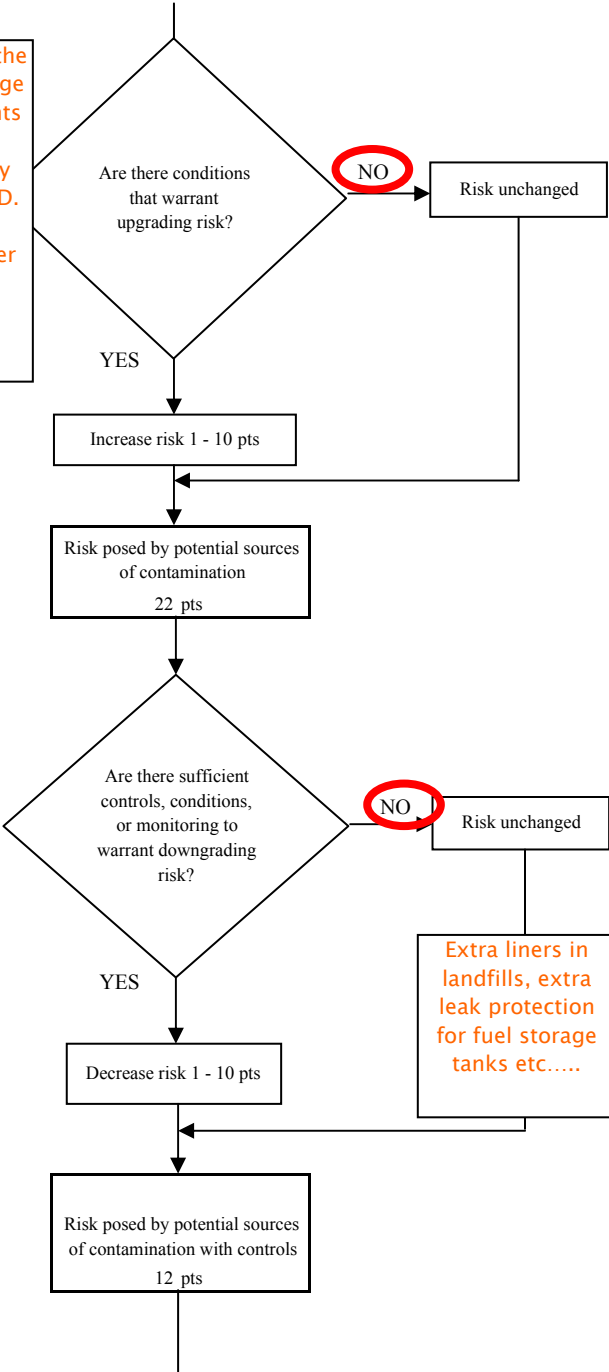 the
ge
ts
y
D.
er
Are there conditions
that warrant
upgrading risk?
NO
Risk unchanged
YES
Increase risk 1 - 10 pts
Risk posed by potential sources
of contamination
22 pts
Are there sufficient
controls, conditions,
or monitoring to
warrant downgrading
risk?
NO
Risk unchanged
YES
Extra liners in
landfills, extra
leak protection
for fuel storage
tanks etc…..
Decrease risk 1 - 10 pts
Risk posed by potential sources
of contamination with controls
12 pts